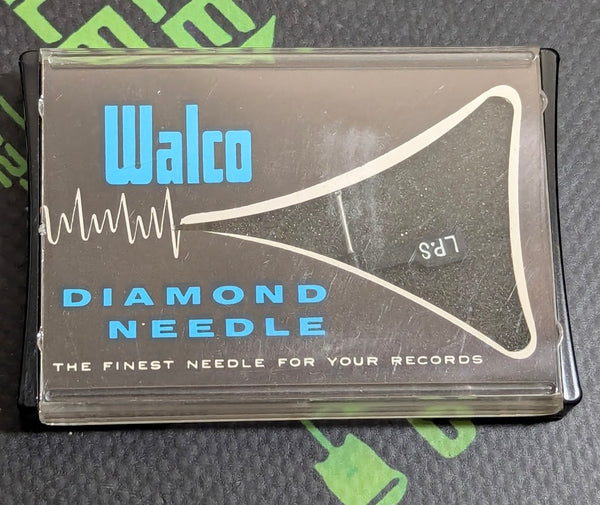 Walco
L.P.S
DIAMOND
NEEDLE
THE FINEST NEEDLE FOR YOUR RECORDS